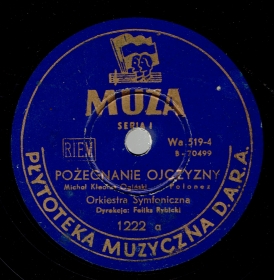 MUZA
SERIA I
RIEM
Wa.519-4
B-70499
POŻEGNANIE OJCZYZNY
Michał Kleofas Ogiński - Polonez
Orkiestra Symfoniczna
Dyrekcja: Feliks Rybicki
1222 a
PŁYTOTEKA MUZYCZNA D.A.R.A.